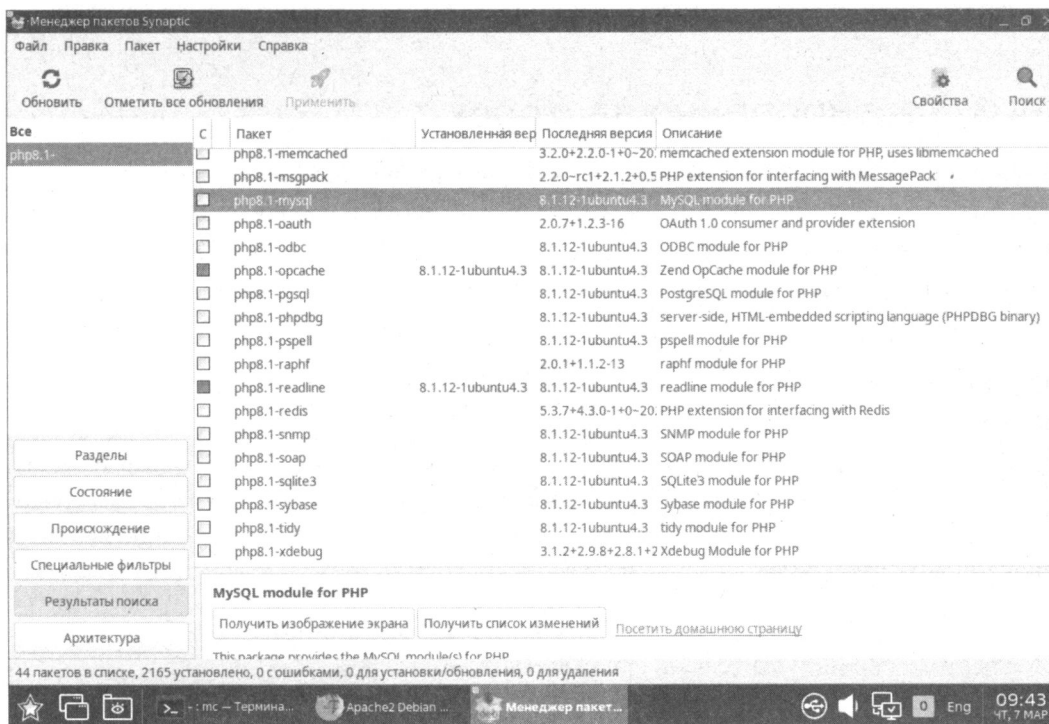 Менеджер пакетов Synaptic
Файл Правка Пакет Настройки Справка
Обновить Отметить все обновления Применить Свойства Поиск
Все
php8.1-
С Пакет Установленная вер Последняя версия Описание
php8.1-memcached 3.2.0+2.2.0-1+0~20. memcached extension module for PHP, uses libmemcached
php8.1-msgpack 2.2.0~rc1+2.1.2+0.5 PHP extension for interfacing with MessagePack
php8.1-mysql 8.1.12-1ubuntu4.3 MySQL module for PHP
php8.1-oauth 2.0.7+1.2.3-16 OAuth 1.0 consumer and provider extension
php8.1-odbc 8.1.12-1ubuntu4.3 ODBC module for PHP
php8.1-opcache 8.1.12-1ubuntu4.3 8.1.12-1ubuntu4.3 Zend OpCache module for PHP
php8.1-pgsql 8.1.12-1ubuntu4.3 PostgreSQL module for PHP
php8.1-phpdbg 8.1.12-1ubuntu4.3 server-side, HTML-embedded scripting language (PHPDBG binary)
php8.1-pspell 8.1.12-1ubuntu4.3 pspell module for PHP
php8.1-raphf 2.0.1+1.1.2-13 raphf module for PHP
php8.1-readline 8.1.12-1ubuntu4.3 8.1.12-1ubuntu4.3 readline module for PHP
php8.1-redis 5.3.7+4.3.0-1+0~20. PHP extension for interfacing with Redis
php8.1-snmp 8.1.12-1ubuntu4.3 SNMP module for PHP
php8.1-soap 8.1.12-1ubuntu4.3 SOAP module for PHP
php8.1-sqlite3 8.1.12-1ubuntu4.3 SQLite3 module for PHP
php8.1-sybase 8.1.12-1ubuntu4.3 Sybase module for PHP
php8.1-tidy 8.1.12-1ubuntu4.3 tidy module for PHP
php8.1-xdebug 3.1.2+2.9.8+2.8.1+2 Xdebug Module for PHP
Разделы
Состояние
Происхождение
Специальные фильтры
Результаты поиска
Архитектура
MySQL module for PHP
Получить изображение экрана Получить список изменений Посетить домашнюю страницу
This package provides the MySQL module(s) for PHP
44 пакетов в списке, 2165 установлено, 0 с ошибками, 0 для установки/обновления, 0 для удаления
- : mc — Термина... Apache2 Debian ... Менеджер пакет... 0 Eng 09:43
ЧТ, 7 МАР